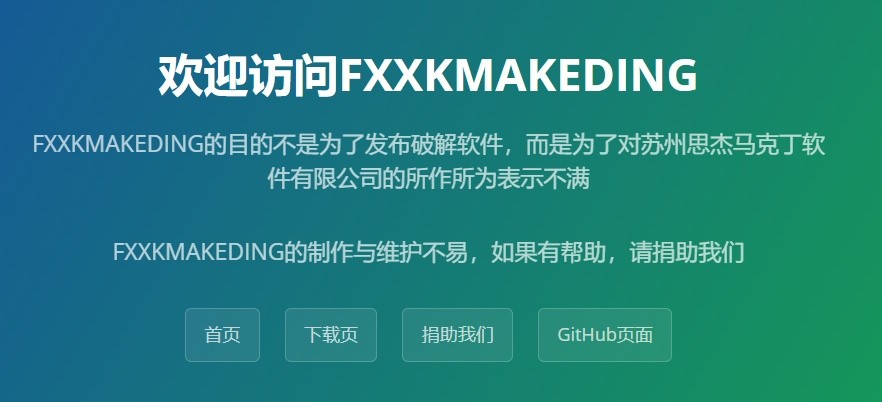 欢迎访问FXXKMAKEDING
FXXKMAKEDING的目的不是为了发布破解软件，而是为了对苏州思杰马克丁软
件有限公司的所作所为表示不满
FXXKMAKEDING的制作与维护不易，如果有帮助，请捐助我们
首页 下载页 捐助我们 GitHub页面